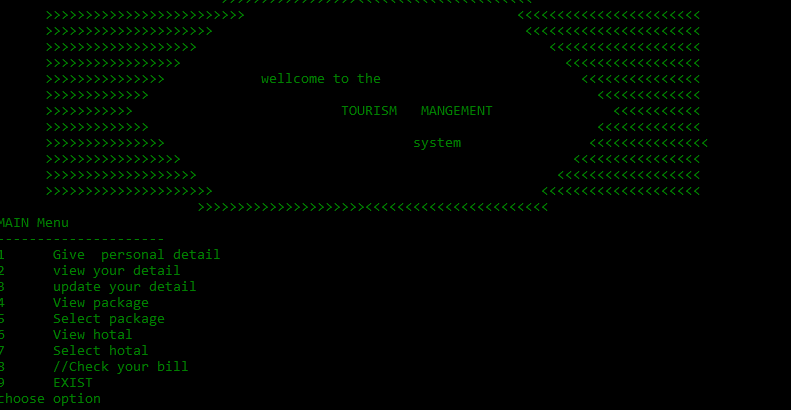 >>>>>>>>>>>>>>>>>>>>>>>>> <<<<<<<<<<<<<<<<<<<<<<<
>>>>>>>>>>>>>>>>>>>>> <<<<<<<<<<<<<<<<<<<<<<
>>>>>>>>>>>>>>>>>>> <<<<<<<<<<<<<<<<<<<
>>>>>>>>>>>>>>>>> <<<<<<<<<<<<<<<<<
>>>>>>>>>>>>>>> wellcome to the <<<<<<<<<<<<<<<
>>>>>>>>>>>>> <<<<<<<<<<<<<
>>>>>>>>>>> TOURISM MANGEMENT <<<<<<<<<<<
>>>>>>>>>>>>> <<<<<<<<<<<<<
>>>>>>>>>>>>>>> system <<<<<<<<<<<<<<<
>>>>>>>>>>>>>>>>> <<<<<<<<<<<<<<<<
>>>>>>>>>>>>>>>>>>> <<<<<<<<<<<<<<<<<<
>>>>>>>>>>>>>>>>>>>>> <<<<<<<<<<<<<<<<<<<<
>>>>>>>>>>>>>>>>>>>>><<<<<<<<<<<<<<<<<<<<<<<
MAIN Menu
---------------------
1 Give personal detail
2 view your detail
3 update your detail
4 View package
5 Select package
6 View hotal
7 Select hotal
8 //Check your bill
9 EXIST
choose option